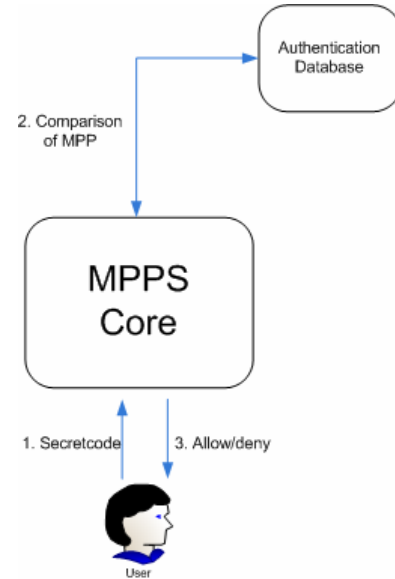 Authentication
Database
2. Comparison
of MPP
MPPS
Core
1. Secretcode
3. Allow/deny
User